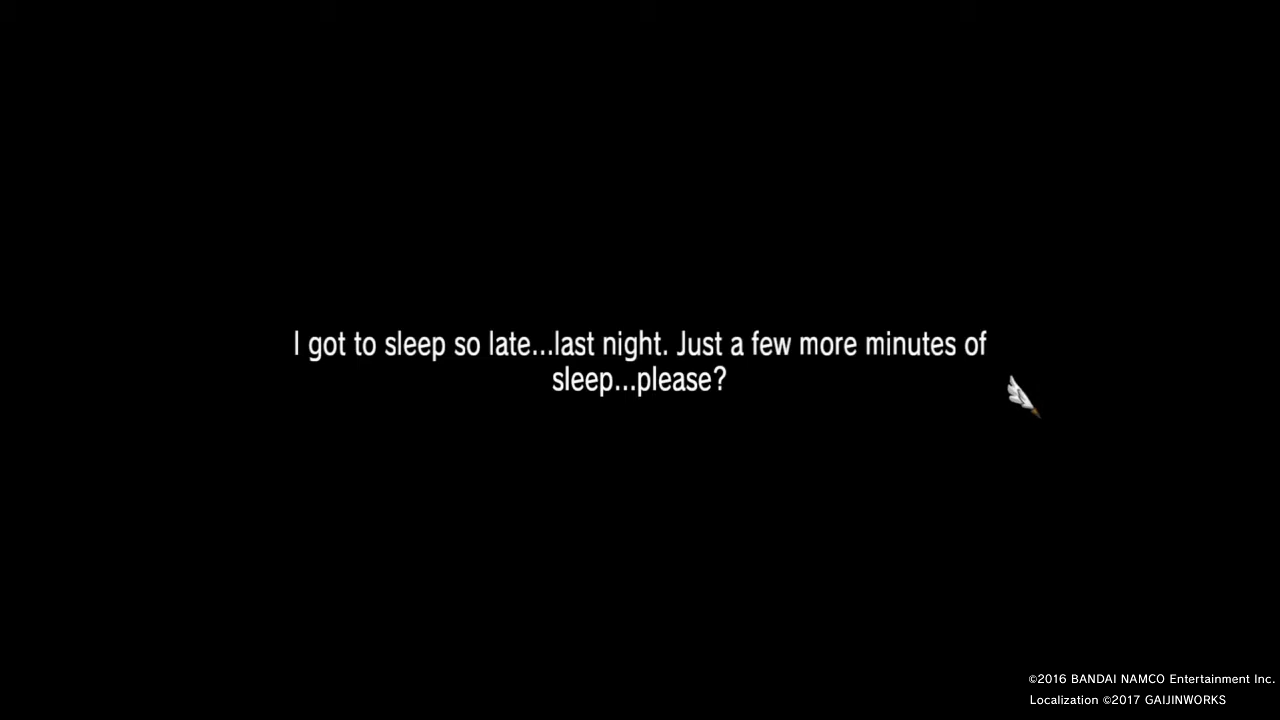 I got to sleep so late...last night. Just a few more minutes of
sleep...please?
©2016 BANDAI NAMCO Entertainment Inc.
Localization ©2017 GAIJINWORKS